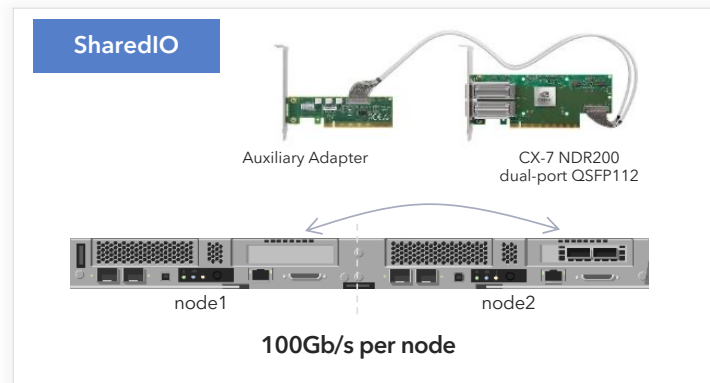 SharedIO
Auxiliary Adapter
CX-7 NDR200
dual-port QSFP112
node1
node2
100Gb/s per node